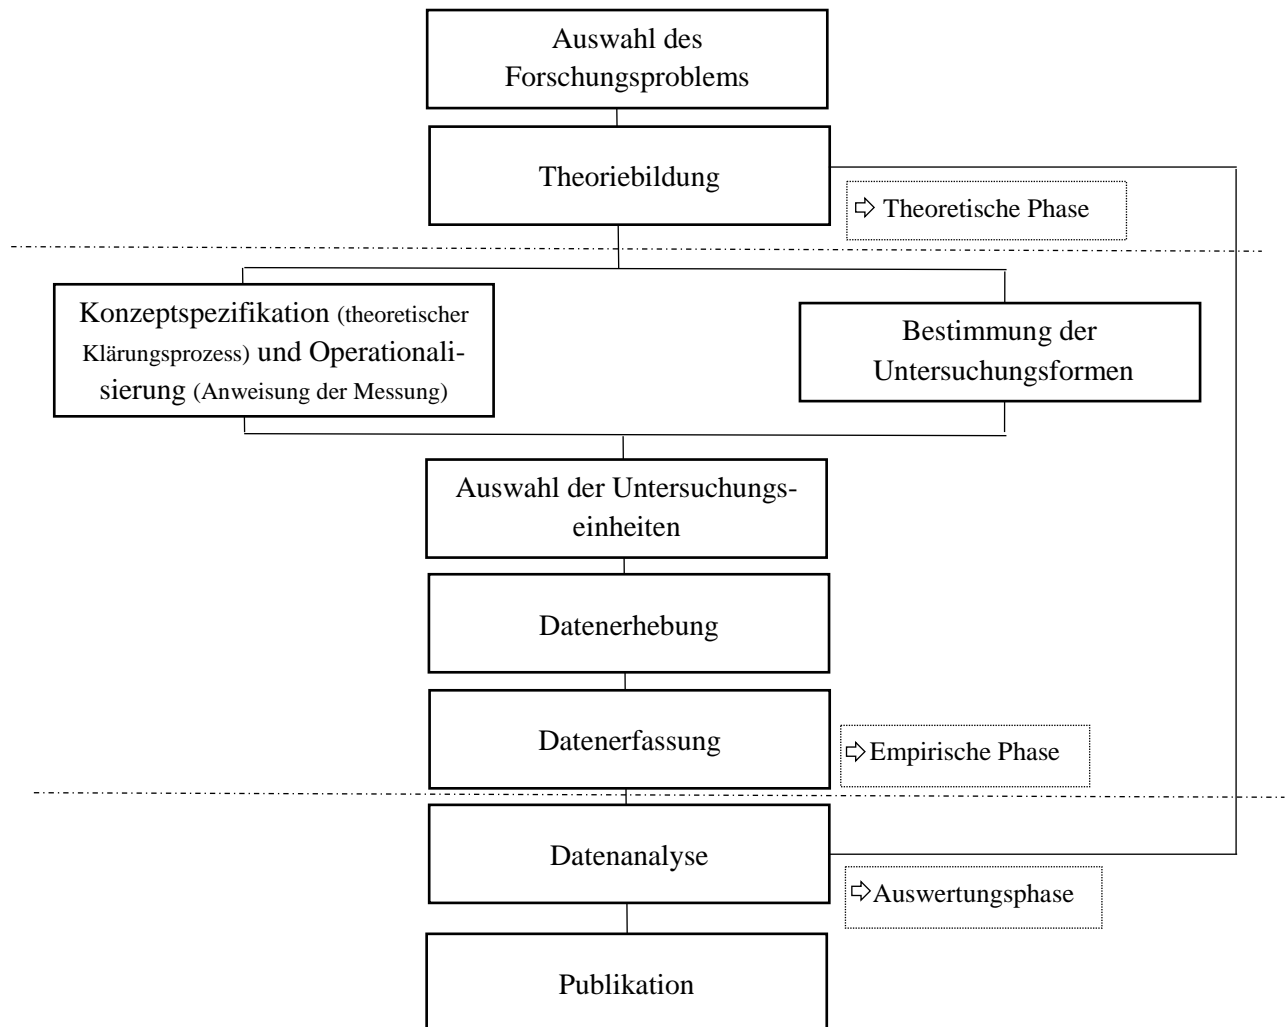 Auswahl des
Forschungsproblems
Theoriebildung
Theoretische Phase
Konzeptspezifikation (theoretischer
Klärungsprozess) und Operationali-
sierung (Anweisung der Messung)
Bestimmung der
Untersuchungsformen
Auswahl der Untersuchungs-
einheiten
Datenerhebung
Datenerfassung
Empirische Phase
Datenanalyse
Auswertungsphase
Publikation